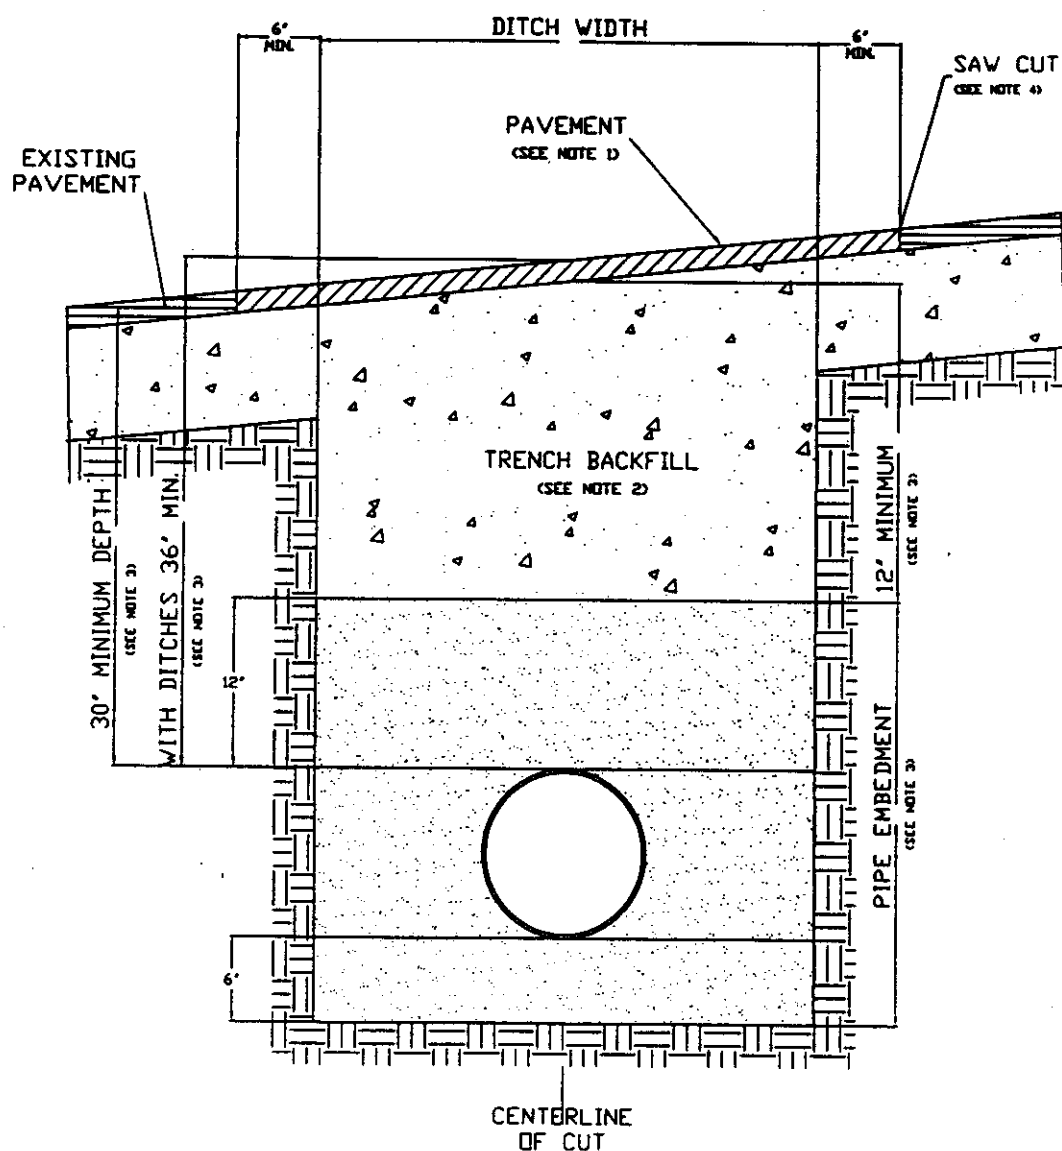 6"
MIN.
DITCH WIDTH
6"
MIN.
SAW CUT
(SEE NOTE 4)
PAVEMENT
(SEE NOTE 1)
EXISTING
PAVEMENT
TRENCH BACKFILL
(SEE NOTE 2)
30" MINIMUM DEPTH
(SEE NOTE 3)
WITH DITCHES 36" MIN.
(SEE NOTE 3)
12" MINIMUM
(SEE NOTE 3)
12"
PIPE EMBEDMENT
(SEE NOTE 3)
6"
CENTERLINE
OF CUT